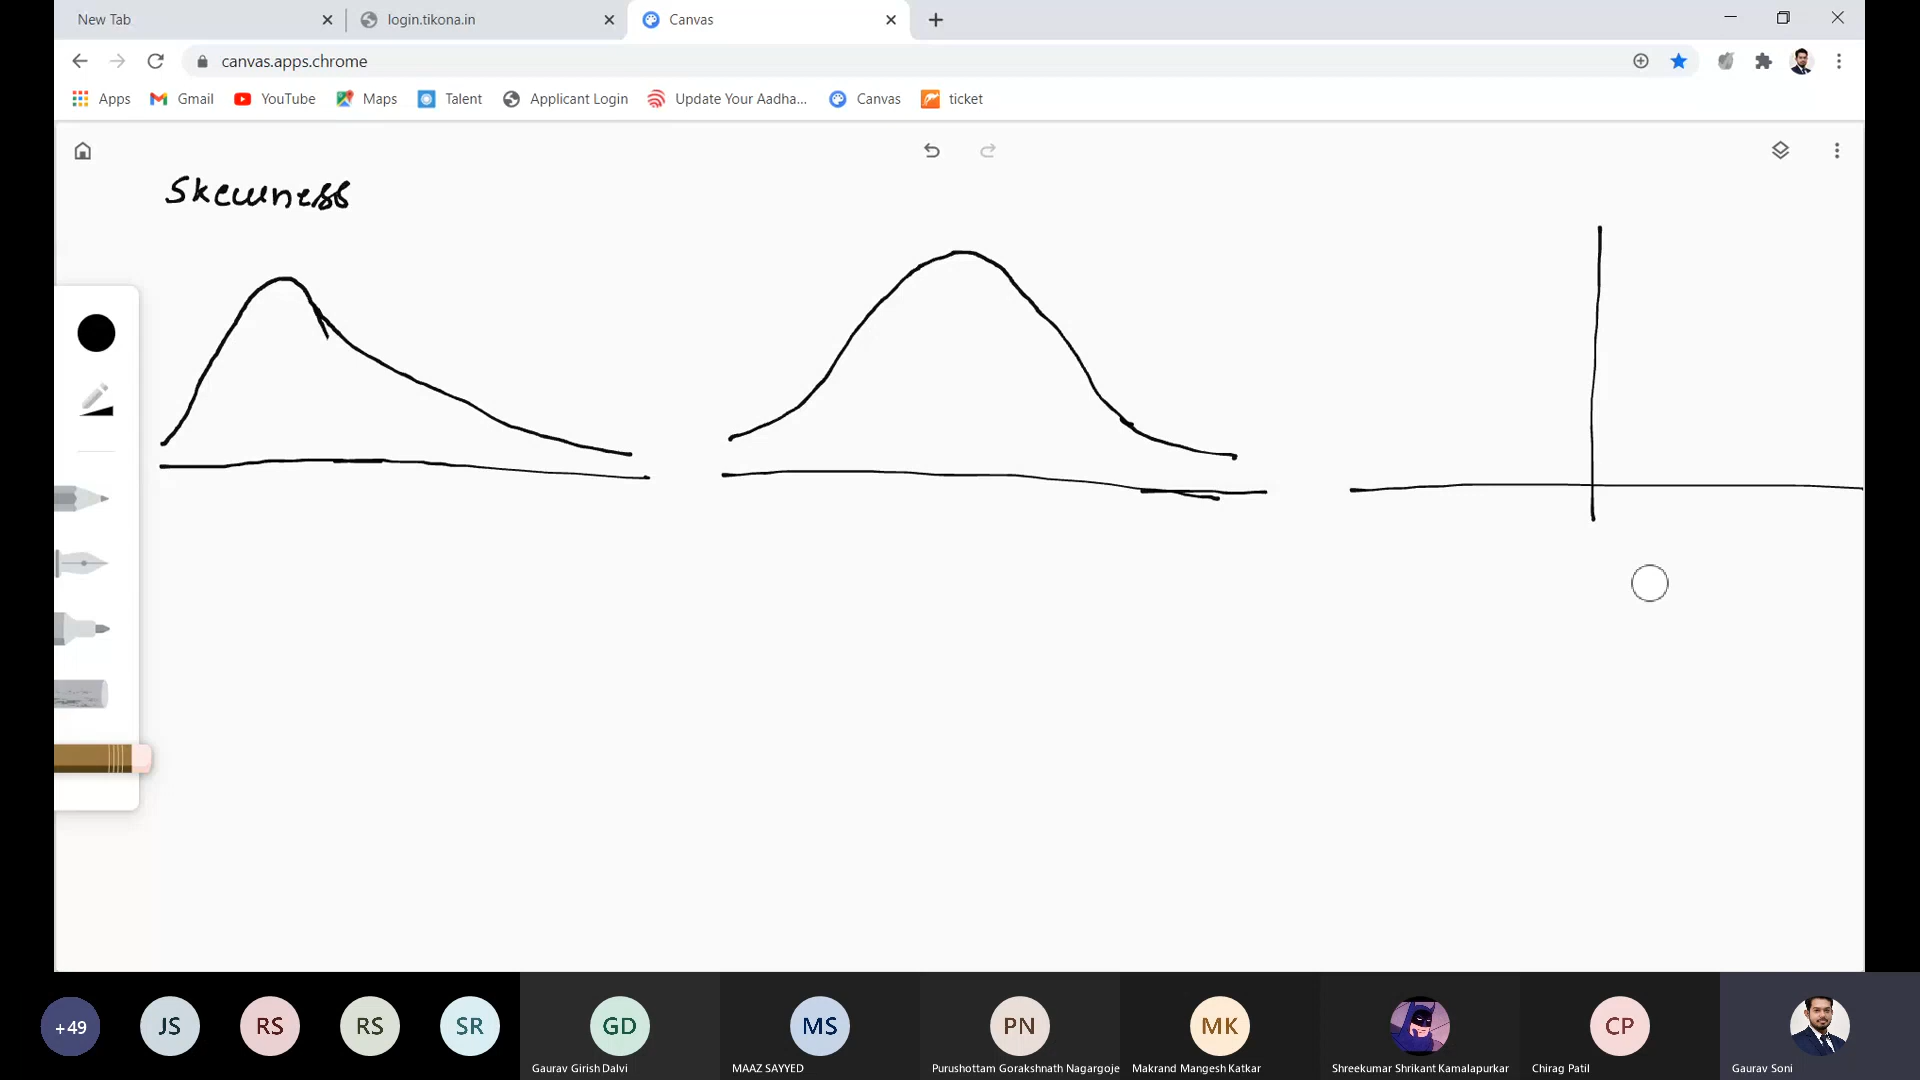 New Tab
login.tikona.in
Canvas
canvas.apps.chrome
Apps
Gmail
YouTube
Maps
Talent
Applicant Login
Update Your Aadha...
Canvas
ticket
Skewness
+49
JS
RS
RS
SR
GD
MS
PN
MK
CP
Gaurav Girish Dalvi
MAAZ SAYYED
Purushottam Gorakshnath Nagargoje
Makrand Mangesh Katkar
Shreekumar Shrikant Kamalapurkar
Chirag Patil
Gaurav Soni